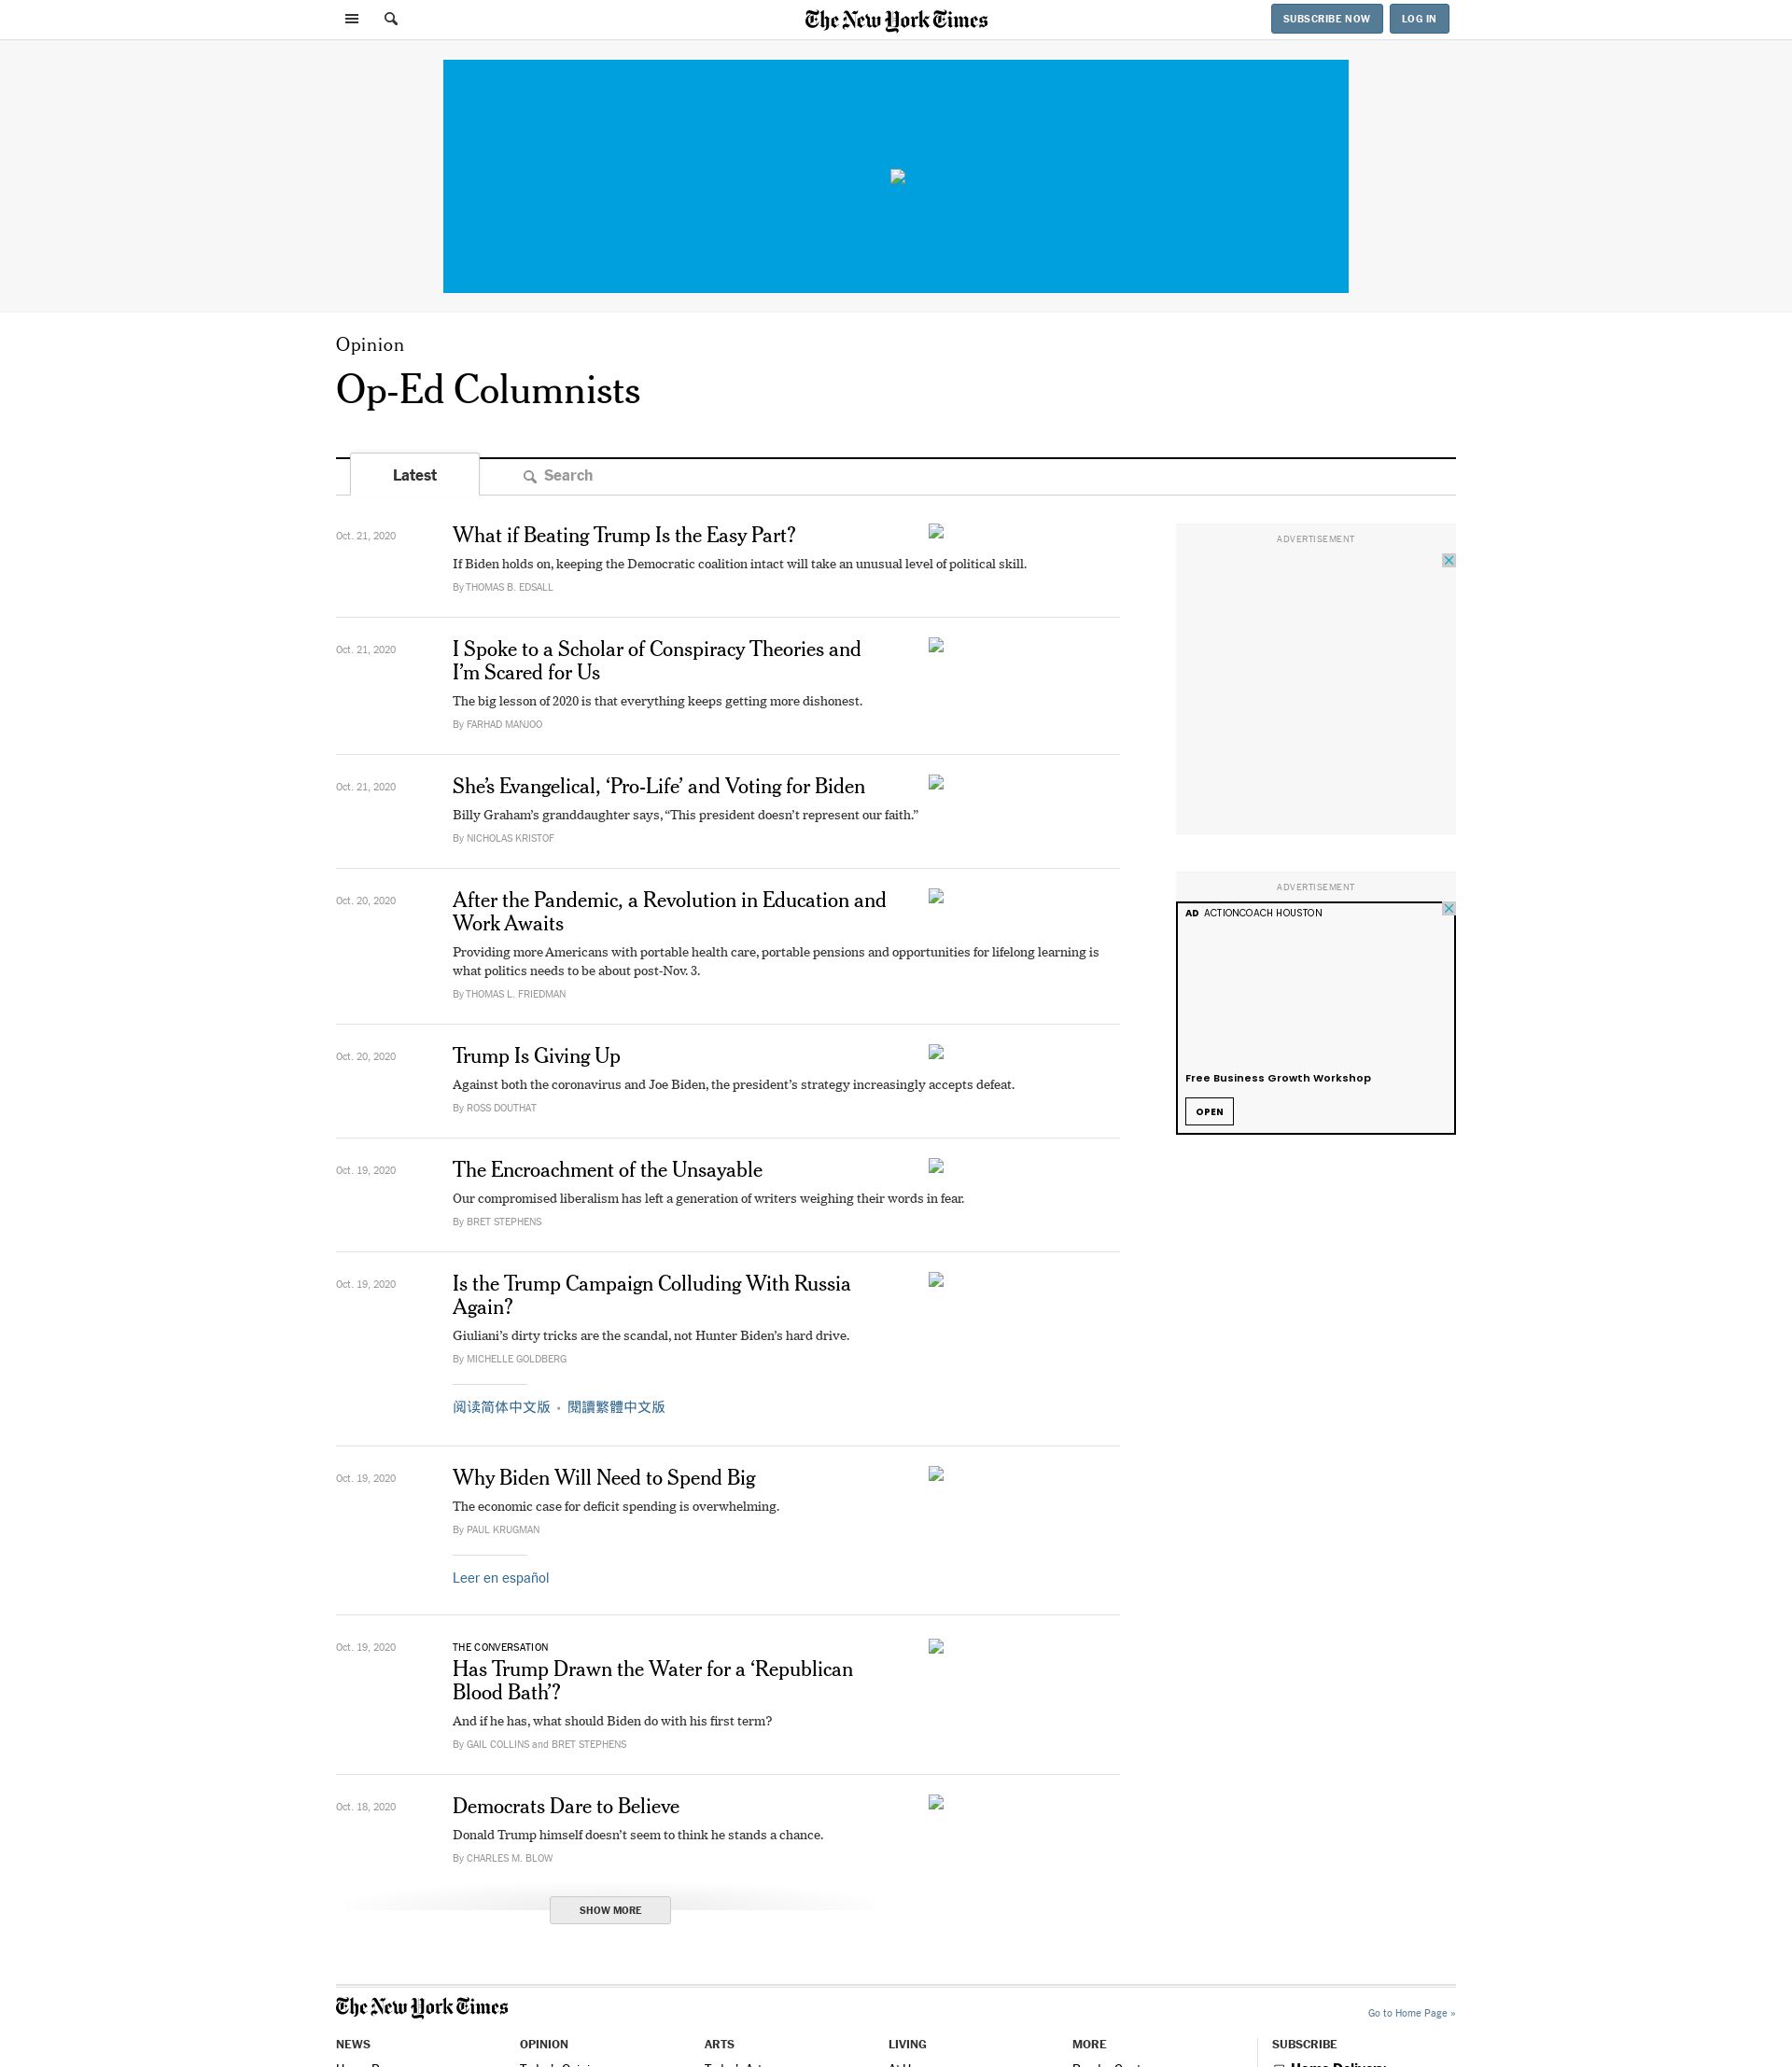 The New York Times
SUBSCRIBE NOW
LOG IN
Opinion
Op-Ed Columnists
Latest
Search
Oct. 21, 2020
What if Beating Trump Is the Easy Part?
If Biden holds on, keeping the Democratic coalition intact will take an unusual level of political skill.
By THOMAS B. EDSALL
Oct. 21, 2020
I Spoke to a Scholar of Conspiracy Theories and
I’m Scared for Us
The big lesson of 2020 is that everything keeps getting more dishonest.
By FARHAD MANJOO
Oct. 21, 2020
She’s Evangelical, ‘Pro-Life’ and Voting for Biden
Billy Graham’s granddaughter says, “This president doesn’t represent our faith.”
By NICHOLAS KRISTOF
Oct. 20, 2020
After the Pandemic, a Revolution in Education and
Work Awaits
Providing more Americans with portable health care, portable pensions and opportunities for lifelong learning is
what politics needs to be about post-Nov. 3.
By THOMAS L. FRIEDMAN
Oct. 20, 2020
Trump Is Giving Up
Against both the coronavirus and Joe Biden, the president’s strategy increasingly accepts defeat.
By ROSS DOUTHAT
Oct. 19, 2020
The Encroachment of the Unsayable
Our compromised liberalism has left a generation of writers weighing their words in fear.
By BRET STEPHENS
Oct. 19, 2020
Is the Trump Campaign Colluding With Russia
Again?
Giuliani’s dirty tricks are the scandal, not Hunter Biden’s hard drive.
By MICHELLE GOLDBERG
阅读简体中文版 • 閱讀繁體中文版
Oct. 19, 2020
Why Biden Will Need to Spend Big
The economic case for deficit spending is overwhelming.
By PAUL KRUGMAN
Leer en español
Oct. 19, 2020
THE CONVERSATION
Has Trump Drawn the Water for a ‘Republican
Blood Bath’?
And if he has, what should Biden do with his first term?
By GAIL COLLINS and BRET STEPHENS
Oct. 18, 2020
Democrats Dare to Believe
Donald Trump himself doesn’t seem to think he stands a chance.
By CHARLES M. BLOW
SHOW MORE
ADVERTISEMENT
ADVERTISEMENT
AD ACTIONCOACH HOUSTON
Free Business Growth Workshop
OPEN
The New York Times
Go to Home Page »
NEWS
OPINION
ARTS
LIVING
MORE
SUBSCRIBE